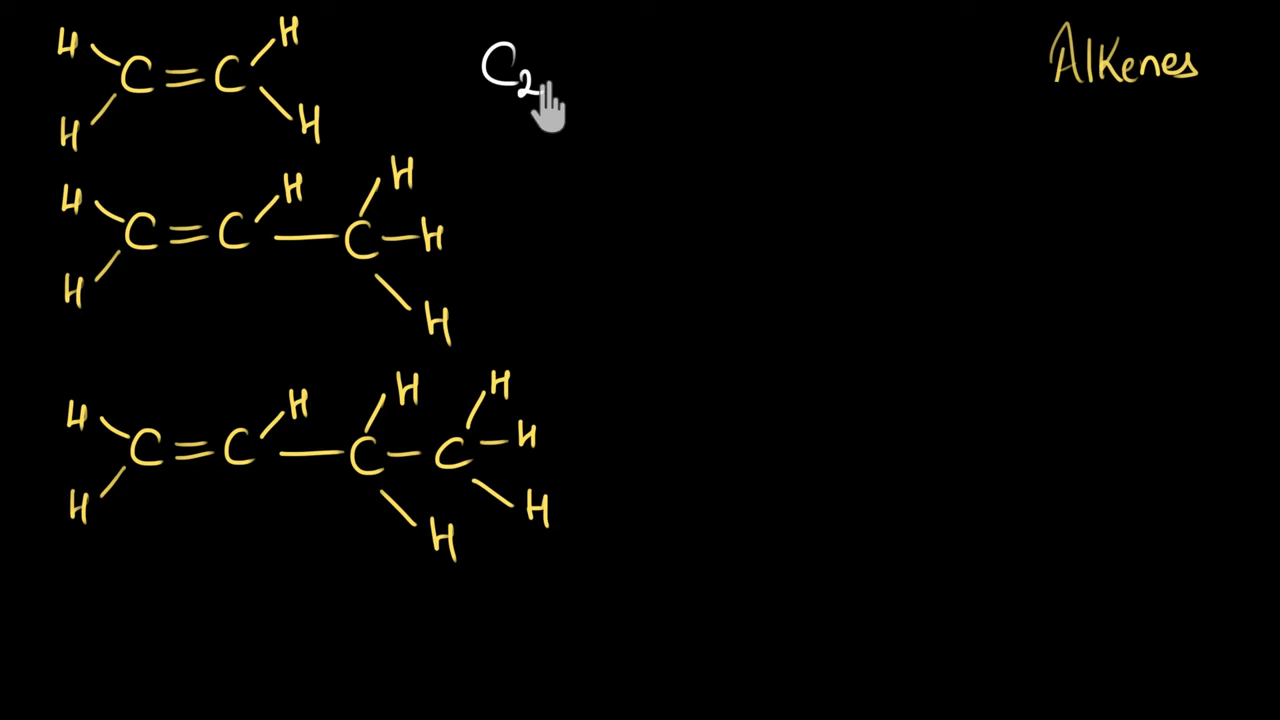 H H C2 Alkenes
C=C
H H
H H H
C=C—C—H
H H
H H H H
C=C—C—C—H
H H H